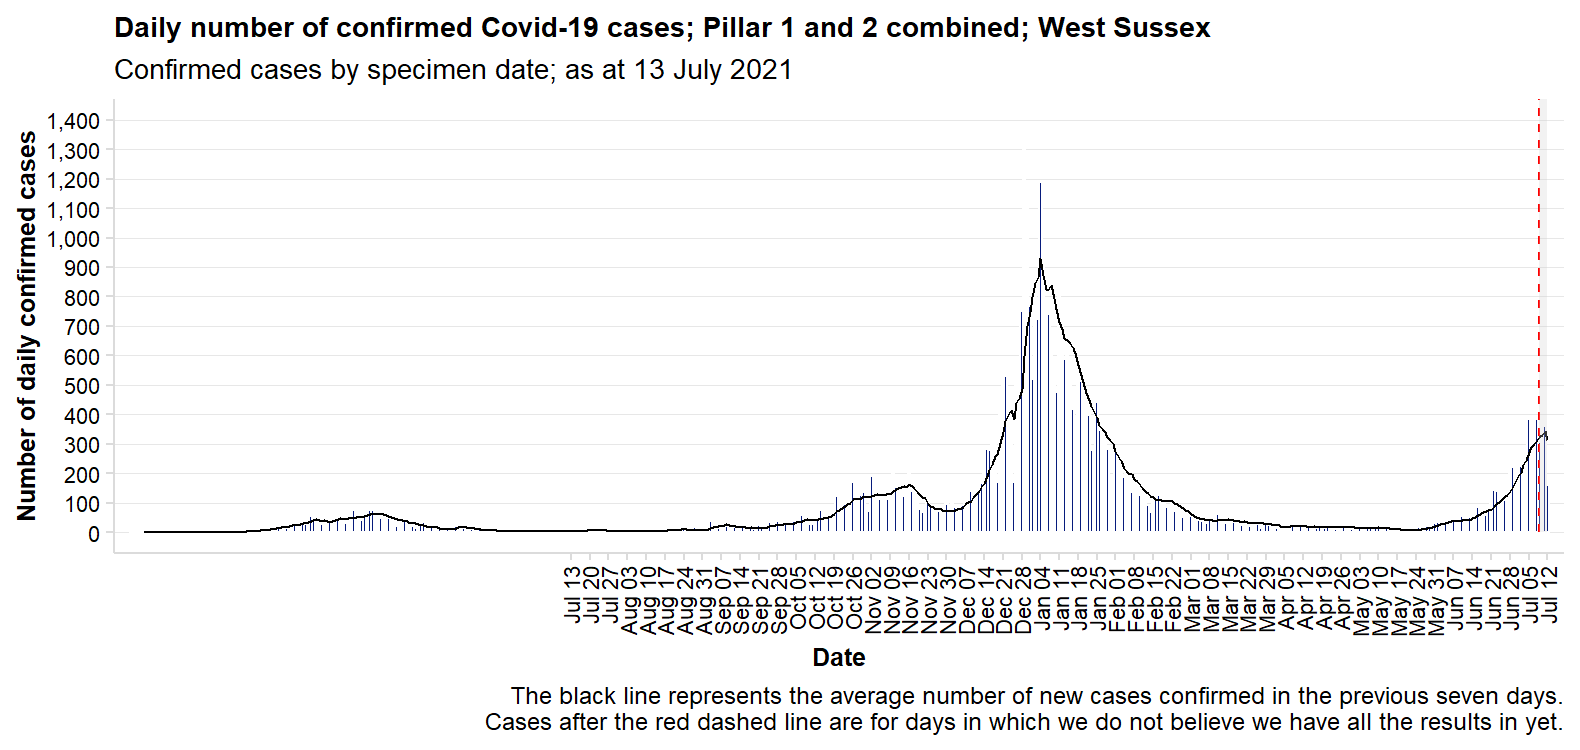 Daily number of confirmed Covid-19 cases; Pillar 1 and 2 combined; West Sussex
Confirmed cases by specimen date; as at 13 July 2021
Number of daily confirmed cases
1,400
1,300
1,200
1,100
1,000
900
800
700
600
500
400
300
200
100
0
Jul 13
Jul 20
Jul 27
Aug 03
Aug 10
Aug 17
Aug 24
Aug 31
Sep 07
Sep 14
Sep 21
Sep 28
Oct 05
Oct 12
Oct 19
Oct 26
Nov 02
Nov 09
Nov 16
Nov 23
Nov 30
Dec 07
Dec 14
Dec 21
Dec 28
Jan 04
Jan 11
Jan 18
Jan 25
Feb 01
Feb 08
Feb 15
Feb 22
Mar 01
Mar 08
Mar 15
Mar 22
Mar 29
Apr 05
Apr 12
Apr 19
Apr 26
May 03
May 10
May 17
May 24
May 31
Jun 07
Jun 14
Jun 21
Jun 28
Jul 05
Jul 12
Date
The black line represents the average number of new cases confirmed in the previous seven days.
Cases after the red dashed line are for days in which we do not believe we have all the results in yet.